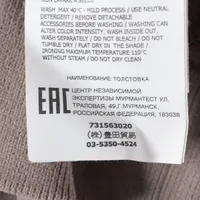 WASH MAX 40°C - MILD PROCESS / USE NEUTRAL
DETERGENT / REMOVE DETACHABLE
ACCESSORIES BEFORE WASHING / WASHING CAN
ALTER COLOR INTENSITY, WASH INSIDE OUT,
WASH SEPARATELY / DO NOT BLEACH / DO NOT
TUMBLE DRY / FLAT DRY IN THE SHADE /
IRONING MAXIMUM TEMPERATURE 110°C
WITHOUT STEAM / DO NOT DRY CLEAN
НАИМЕНОВАНИЕ: ТОЛСТОВКА
EAC
ЦЕНТР НЕЗАВИСИМОЙ
ЭКСПЕРТИЗЫ МУРМАНТЕСТ УЛ.
ТРАЛОВАЯ, 49,Г.МУРМАНСК,
РОССИЙСКАЯ ФЕДЕРАЦИЯ, 183038
731563020
(株) 豊田貿易
03-5350-4524